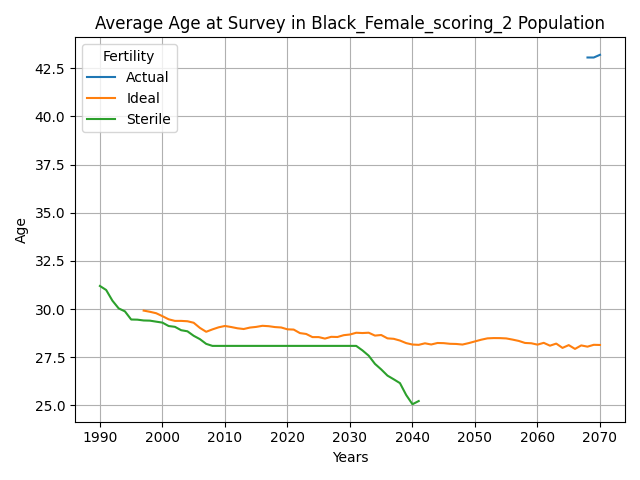 Average Age at Survey in Black_Female_scoring_2 Population
Fertility
Actual
Ideal
Sterile
Age
42.5
40.0
37.5
35.0
32.5
30.0
27.5
25.0
1990 2000 2010 2020 2030 2040 2050 2060 2070
Years